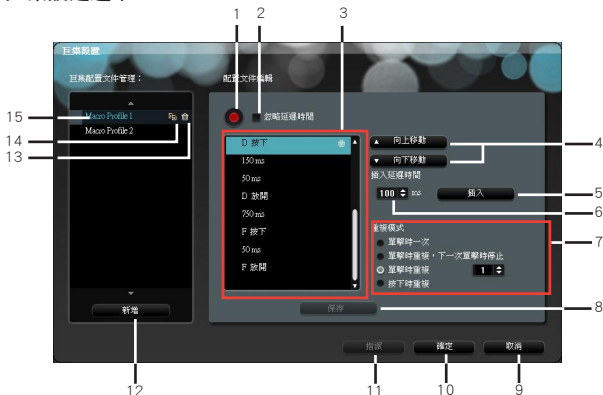 1
2
3
巨集設置
巨集配置文件管理：
配置文件編輯
15
Macro Profile 1
14
Macro Profile 2
13
忽略延遲時間
D 按下
150 ms
50 ms
D 放開
750 ms
F 按下
50 ms
F 放開
向上移動
4
向下移動
插入延遲時間
100
ms
插入
5
6
重複模式
7
單擊時一次
單擊時重複，下一次單擊時停止
單擊時重複
1
按下時重複
新增
保存
8
指派
確定
取消
12
11
10
9